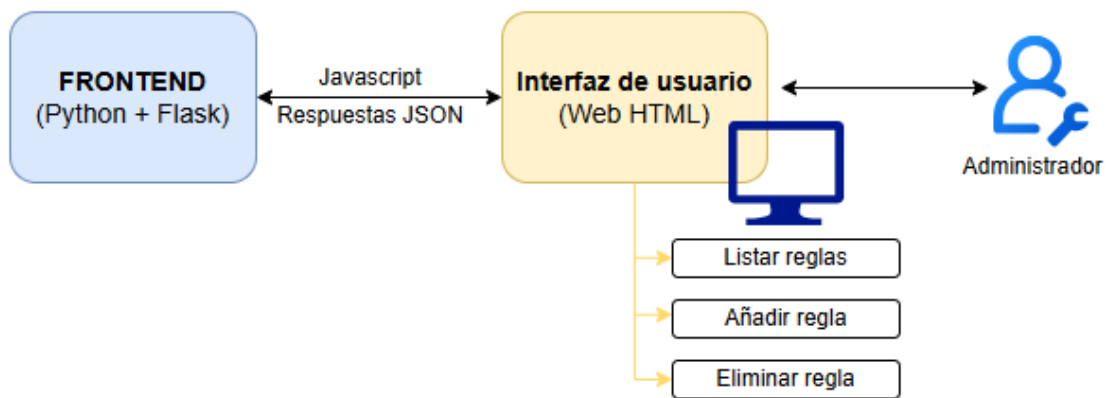 FRONTEND
(Python + Flask)
Javascript
Respuestas JSON
Interfaz de usuario
(Web HTML)
Administrador
Listar reglas
Añadir regla
Eliminar regla